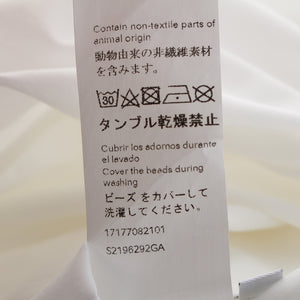 Contain non-textile parts of
animal origin
動物由来の非繊維素材
を含みます。
30
タンブル乾燥禁止
Cubrir los adornos durante
el lavado
Cover the beads during
washing
ビーズ をカバーして
洗濯してください。
17177082101
S2196292GA